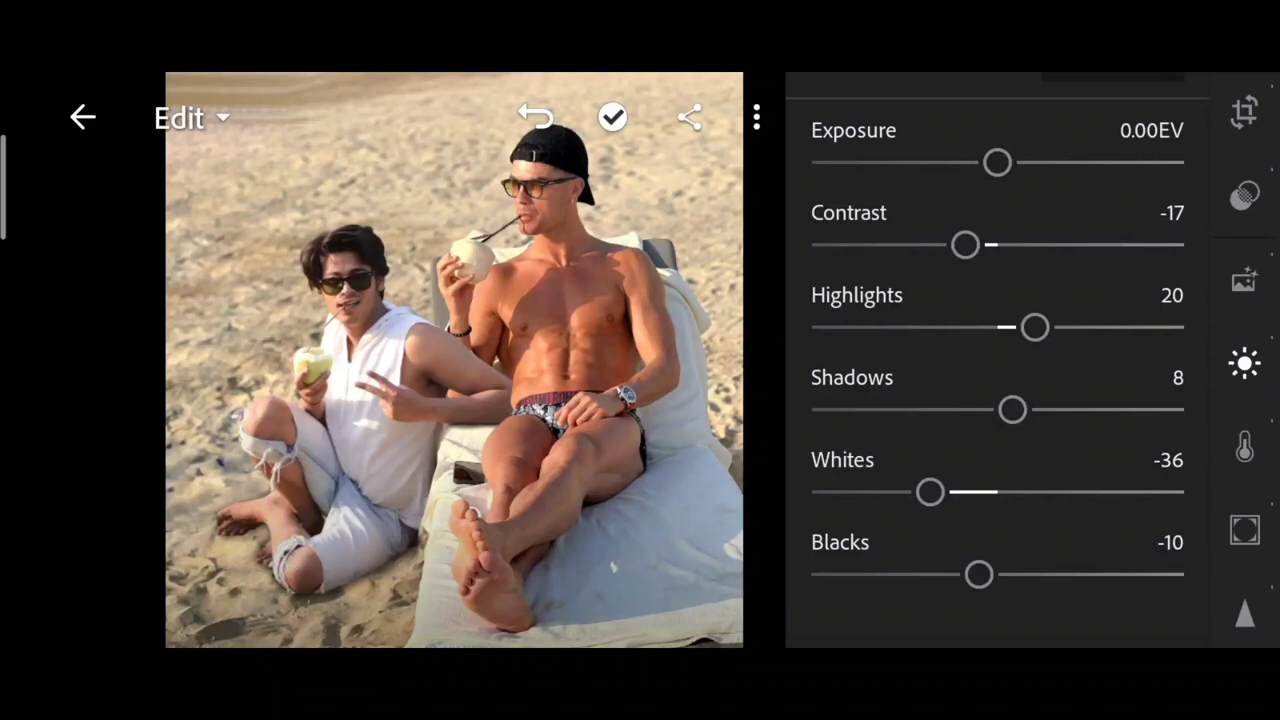 Edit
Exposure 0.00EV
Contrast -17
Highlights 20
Shadows 8
Whites -36
Blacks -10